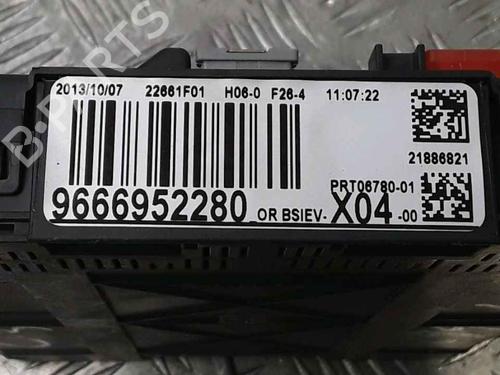 B-PARTS
2013/10/07 22661F01 H06-0 F26-4 11:07:22
21886821
PRT06780-01
9666952280 OR BSIEV- X04 -00